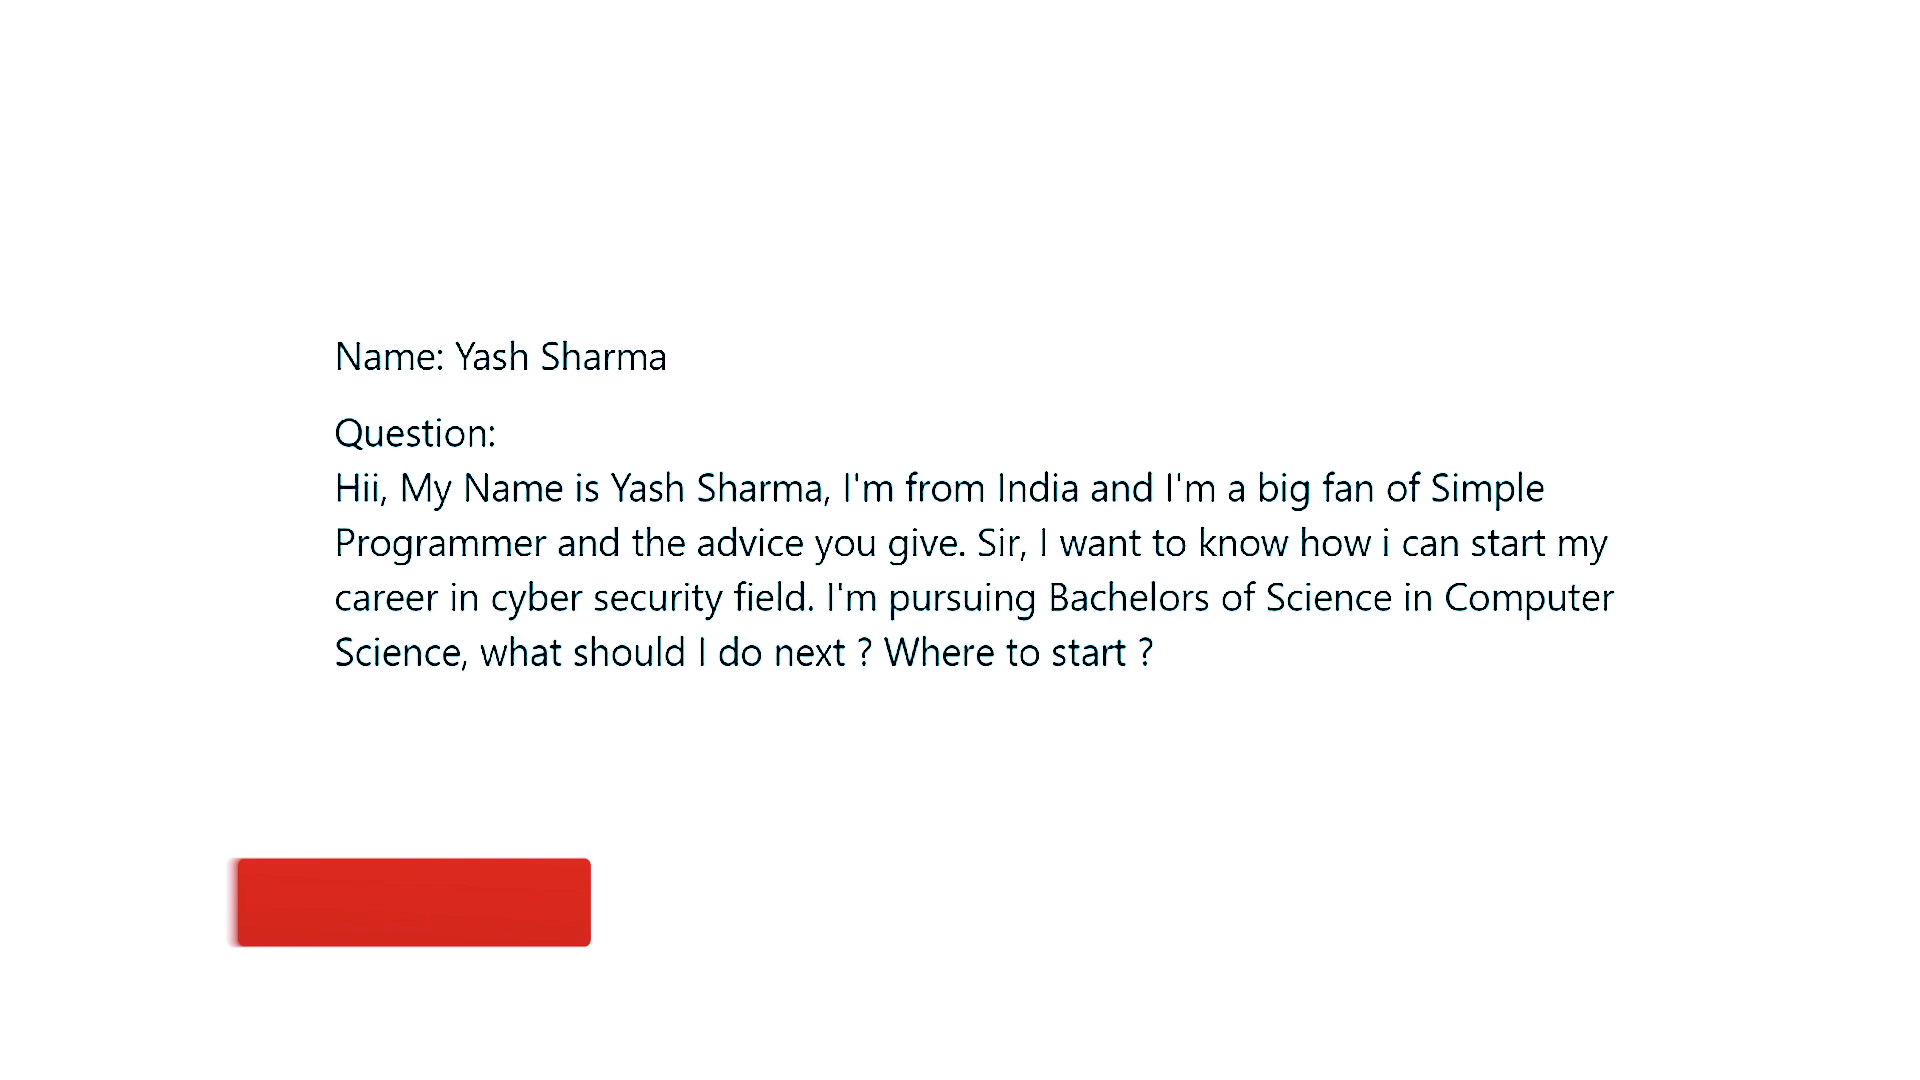 Name: Yash Sharma
Question:
Hii, My Name is Yash Sharma, I'm from India and I'm a big fan of Simple
Programmer and the advice you give. Sir, I want to know how i can start my
career in cyber security field. I'm pursuing Bachelors of Science in Computer
Science, what should I do next ? Where to start ?